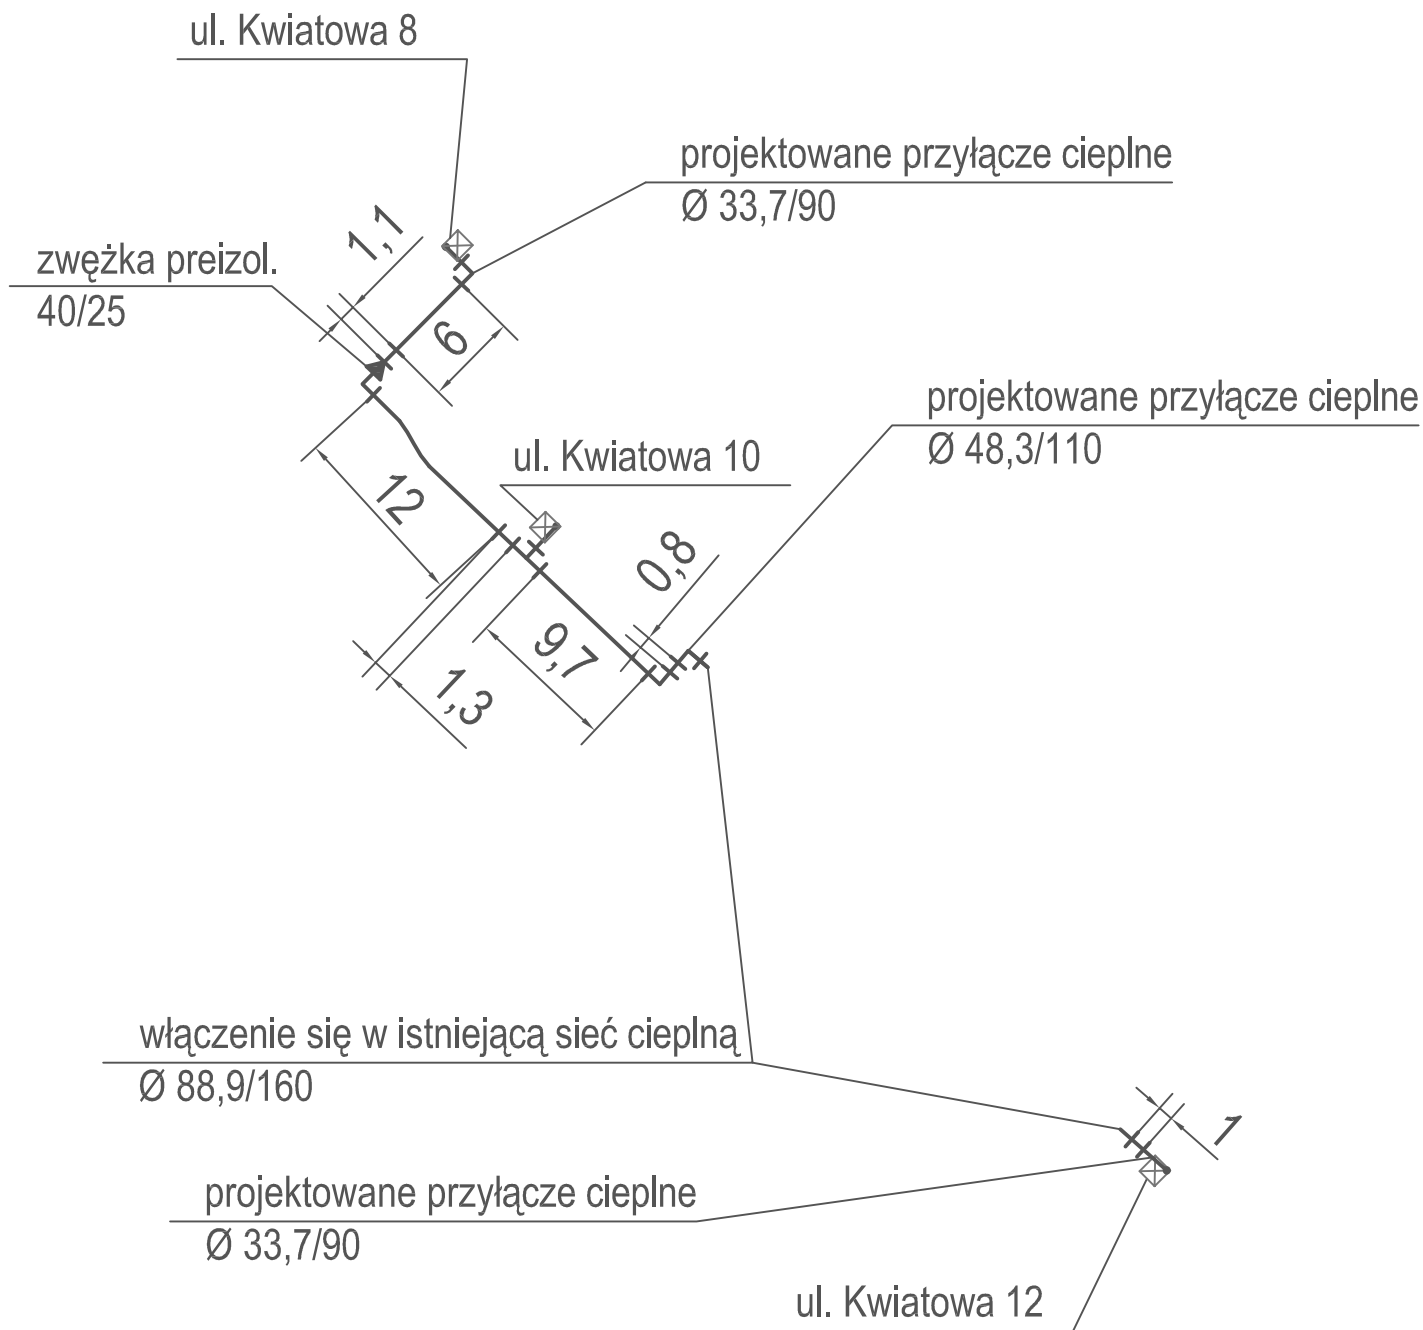 ul. Kwiatowa 8
projektowane przyłącze cieplne
Ø 33,7/90
1,1
zwężka preizol.
40/25
6
projektowane przyłącze cieplne
Ø 48,3/110
ul. Kwiatowa 10
12
0,8
9,7
1,3
włączenie się w istniejącą sieć cieplną
Ø 88,9/160
1
projektowane przyłącze cieplne
Ø 33,7/90
ul. Kwiatowa 12